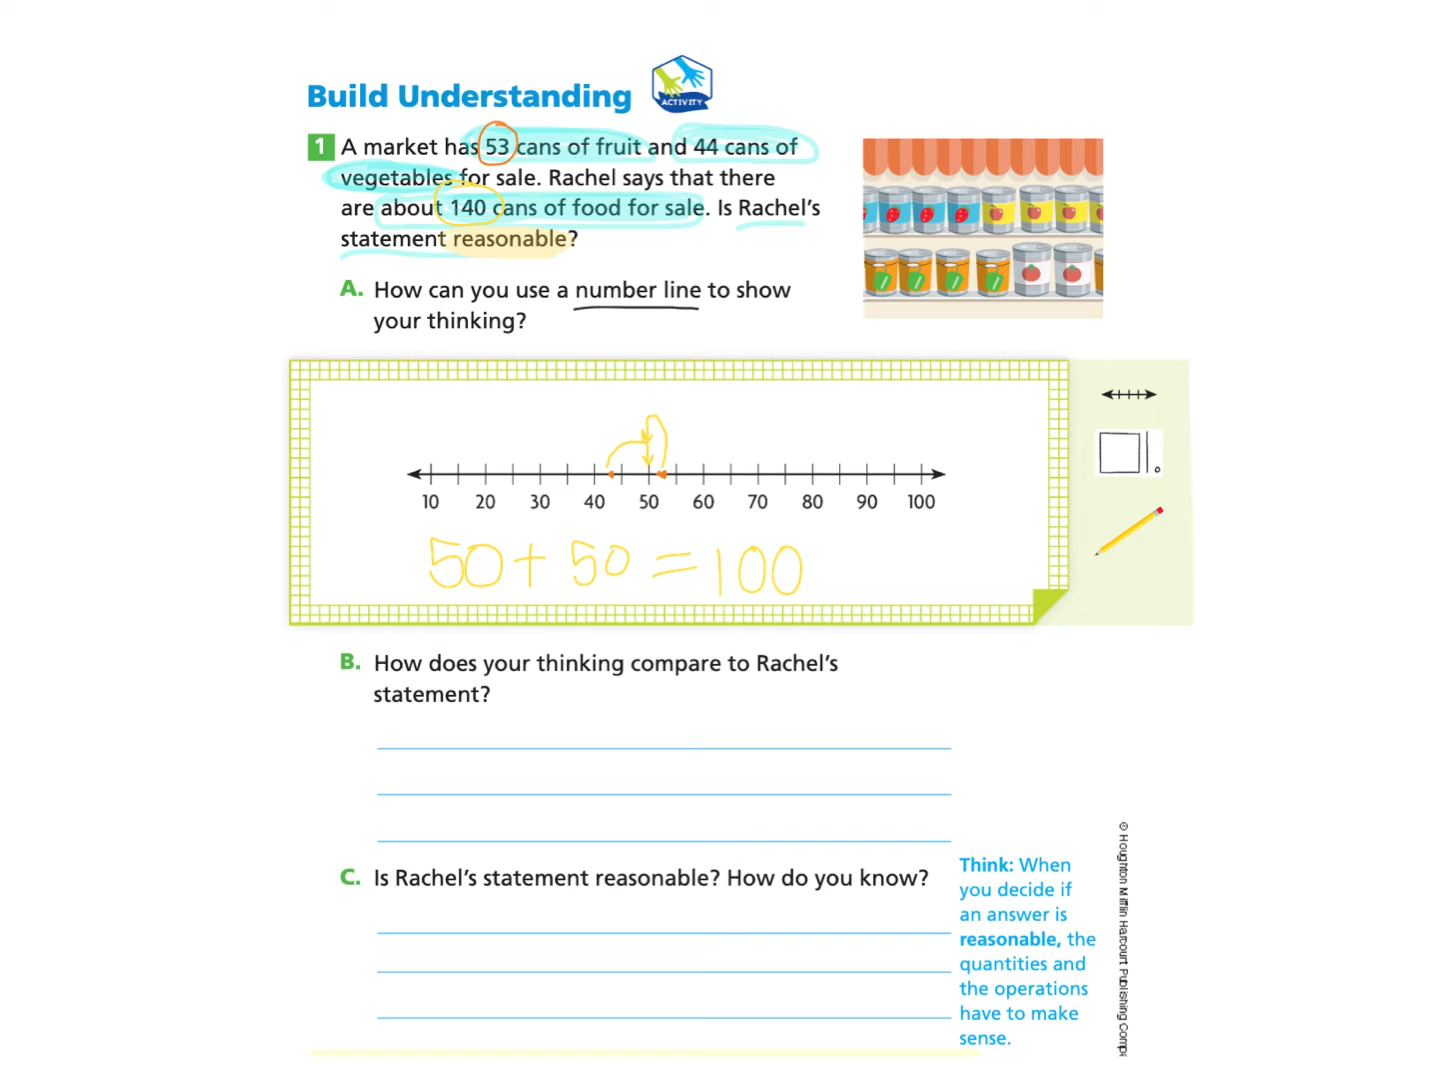 Build Understanding
ACTIVITY
1 A market has 53 cans of fruit and 44 cans of
vegetables for sale. Rachel says that there
are about 140 cans of food for sale. Is Rachel's
statement reasonable?
A. How can you use a number line to show
your thinking?
10 20 30 40 50 60 70 80 90 100
50 + 50 = 100
B. How does your thinking compare to Rachel's
statement?
C. Is Rachel's statement reasonable? How do you know?
Think: When
you decide if
an answer is
reasonable, the
quantities and
the operations
have to make
sense.
© Houghton Mifflin Harcourt Publishing Comp